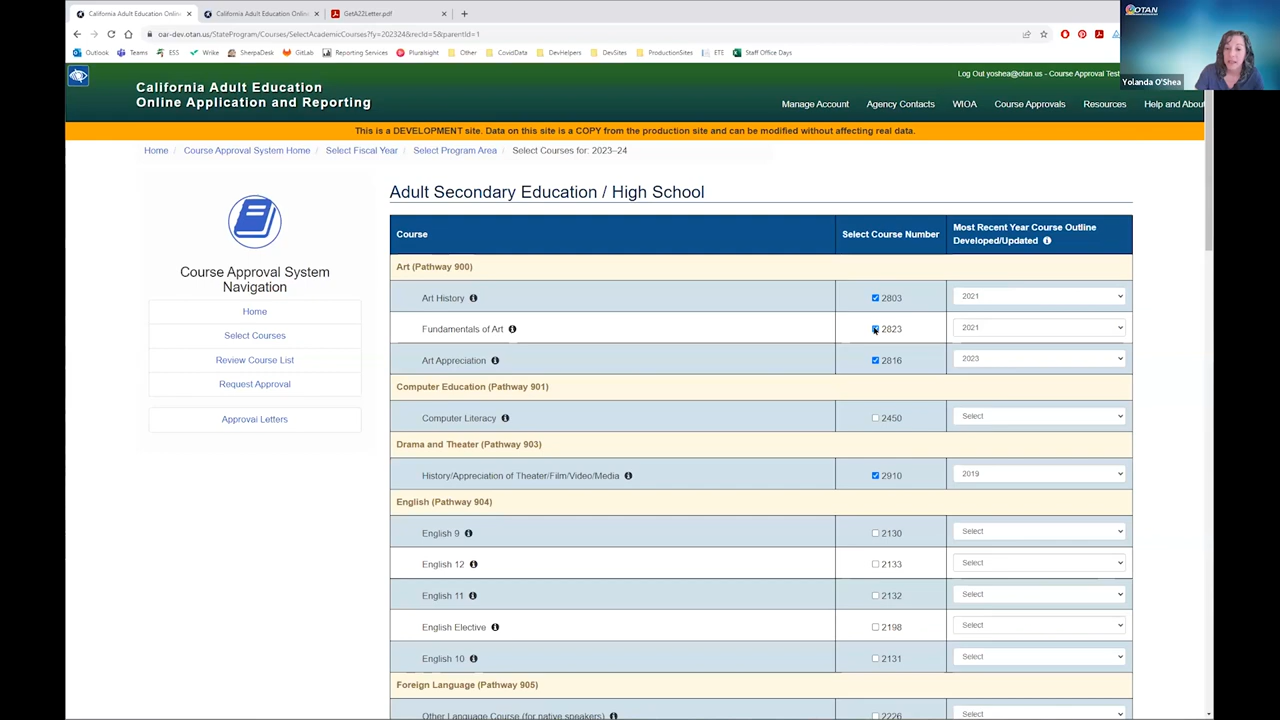 California Adult Education Onlin
California Adult Education Onlin
GetA22Letter.pdf
oar-dev.otan.us/StateProgram/Courses/SelectAcademicCourses?fy=202324&recId=5&parentId=1
Outlook
Teams
ESS
Wrike
SherpaDesk
GitLab
Reporting Services
Pluralsight
Other
CovistData
DevHelpers
DevSites
ProductionSites
ETE
Staff Office Days
OTAN
Yolanda O'Shea
California Adult Education
Online Application and Reporting
Log Out yoshea@otan.us - Course Approval Test
Manage Account
Agency Contacts
WIOA
Course Approvals
Resources
Help and About
This is a DEVELOPMENT site. Data on this site is a COPY from the production site and can be modified without affecting real data.
Home / Course Approval System Home / Select Fiscal Year / Select Program Area / Select Courses for: 2023–24
Course Approval System
Navigation
Home
Select Courses
Review Course List
Request Approval
Approval Letters
Adult Secondary Education / High School
Course
Select Course Number
Most Recent Year Course Outline
Developed/Updated
Art (Pathway 900)
Art History 2803 2021
Fundamentals of Art 2823 2021
Art Appreciation 2816 2023
Computer Education (Pathway 901)
Computer Literacy 2450 Select
Drama and Theater (Pathway 903)
History/Appreciation of Theater/Film/Video/Media 2910 2019
English (Pathway 904)
English 9 2130 Select
English 12 2133 Select
English 11 2132 Select
English Elective 2198 Select
English 10 2131 Select
Foreign Language (Pathway 905)
Other Language Course (for native speakers) 2226 Select